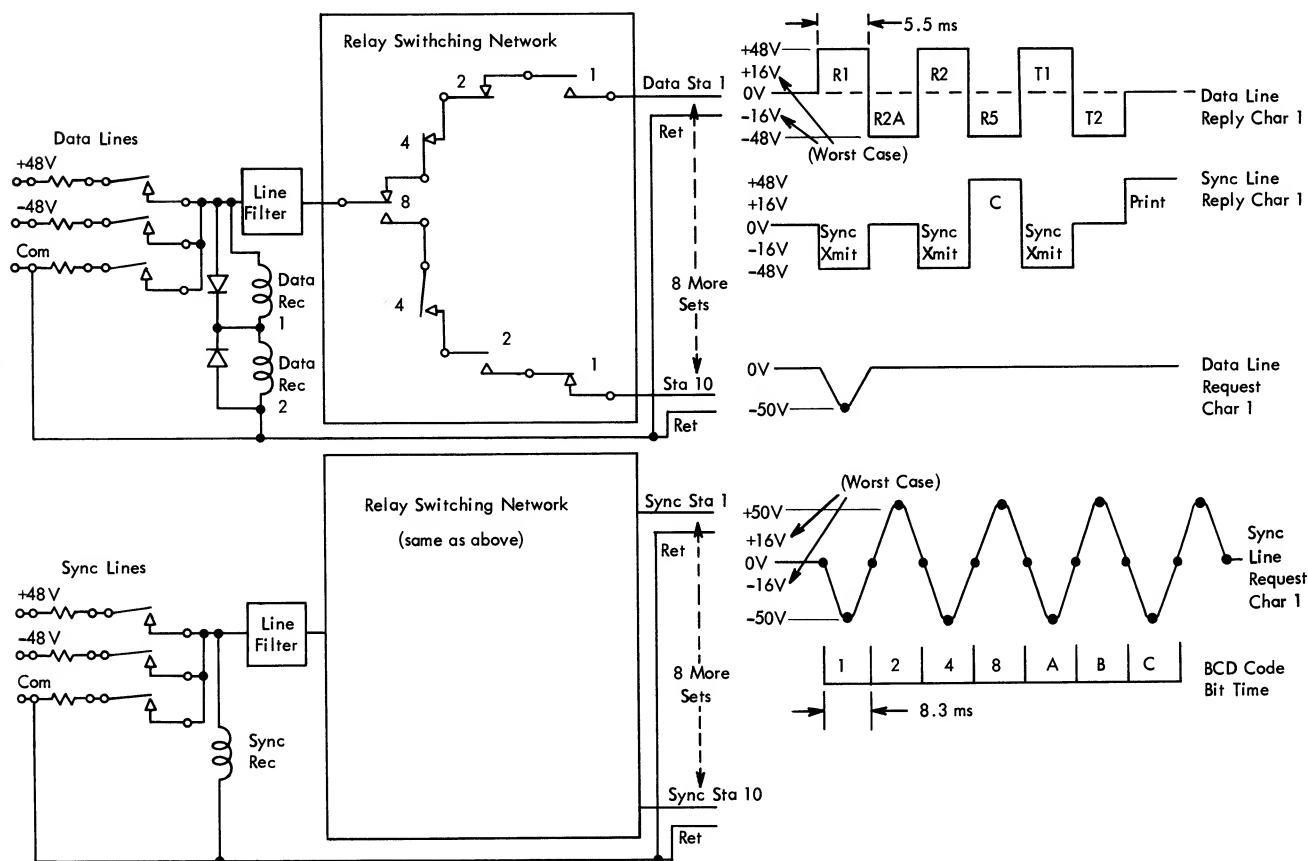 Relay Swithching Network
Data Lines
+48V
-48V
Com
Line
Filter
Data
Rec
1
Data
Rec
2
8
4
2
1
4
2
1
Data Sta 1
Ret
8 More
Sets
Sta 10
Ret
5.5 ms
+48V
+16V
0V
-16V
-48V
(Worst Case)
R1
R2A
R2
R5
T1
T2
Data Line
Reply Char 1
+48V
+16V
0V
-16V
-48V
Sync
Xmit
Sync
Xmit
C
Sync
Xmit
Print
Sync Line
Reply Char 1
0V
-50V
Data Line
Request
Char 1
Relay Switching Network
(same as above)
Sync Lines
+48V
-48V
Com
Line
Filter
Sync
Rec
Sync Sta 1
Ret
8 More
Sets
Sync Sta 10
Ret
(Worst Case)
+50V
+16V
0V
-16V
-50V
Sync
Line
Request
Char 1
1 2 4 8 A B C
BCD Code
Bit Time
8.3 ms